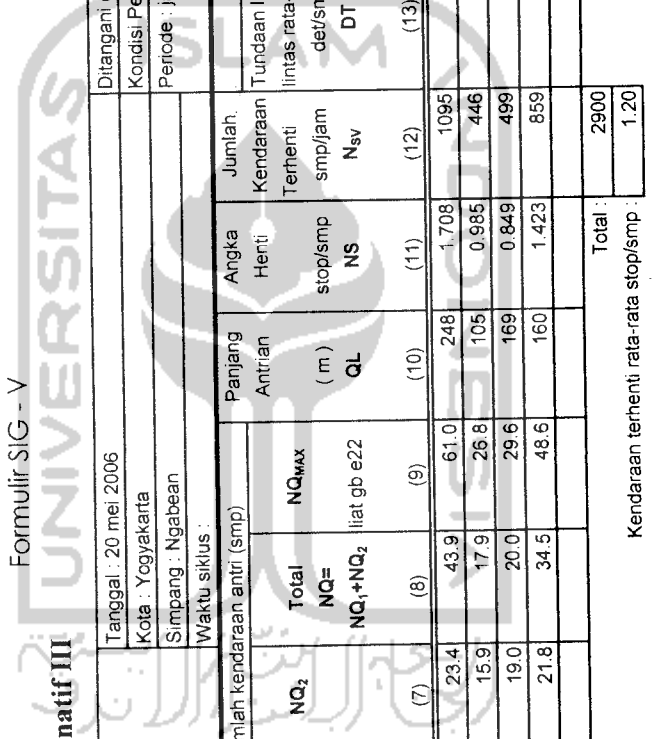 Formulir SIG - V
natif III
Tanggal : 20 mei 2006
Ditangani
Kota : Yogyakarta
Kondisi Pe
Simpang : Ngabean
Periode : j
Waktu siklus :
mlah kendaraan antri (smp)
Panjang Angka Jumlah. Tundaan l
Antrian Henti Kendaraan lintas rata-
Total NQMAX Terhenti det/sm
NQ2 NQ= ( m ) stop/smp smp/jam DT
NQ1+NQ2 liat gb e22 QL NS Nsv
(7) (8) (9) (10) (11) (12) (13)
23.4 43.9 61.0 248 1.708 1095
15.9 17.9 26.8 105 0.985 446
19.0 20.0 29.6 169 0.849 499
21.8 34.5 48.6 160 1.423 859
Total : 2900
Kendaraan terhenti rata-rata stop/smp : 1.20
UNIVERSITAS
ISLAM